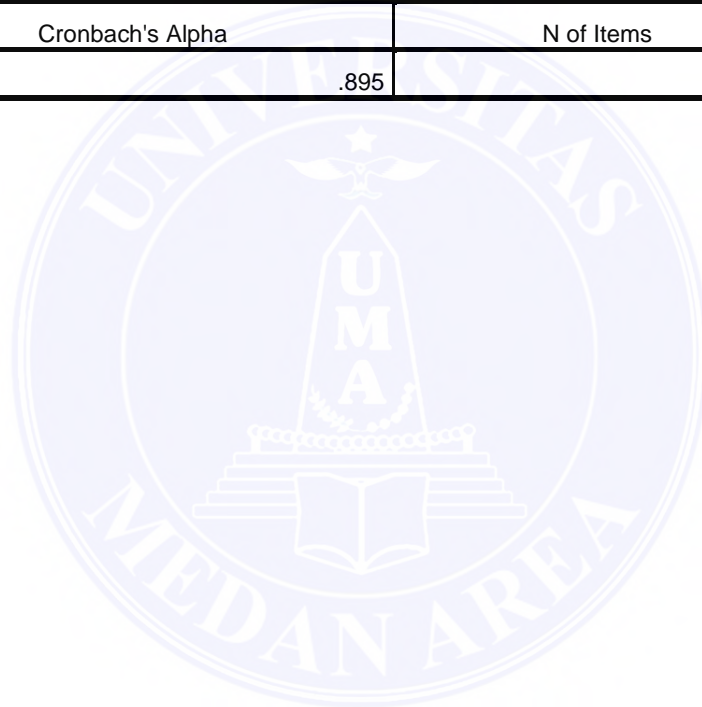 Cronbach's Alpha N of Items
.895
UNIVERSITAS
U
M
A
MEDAN AREA